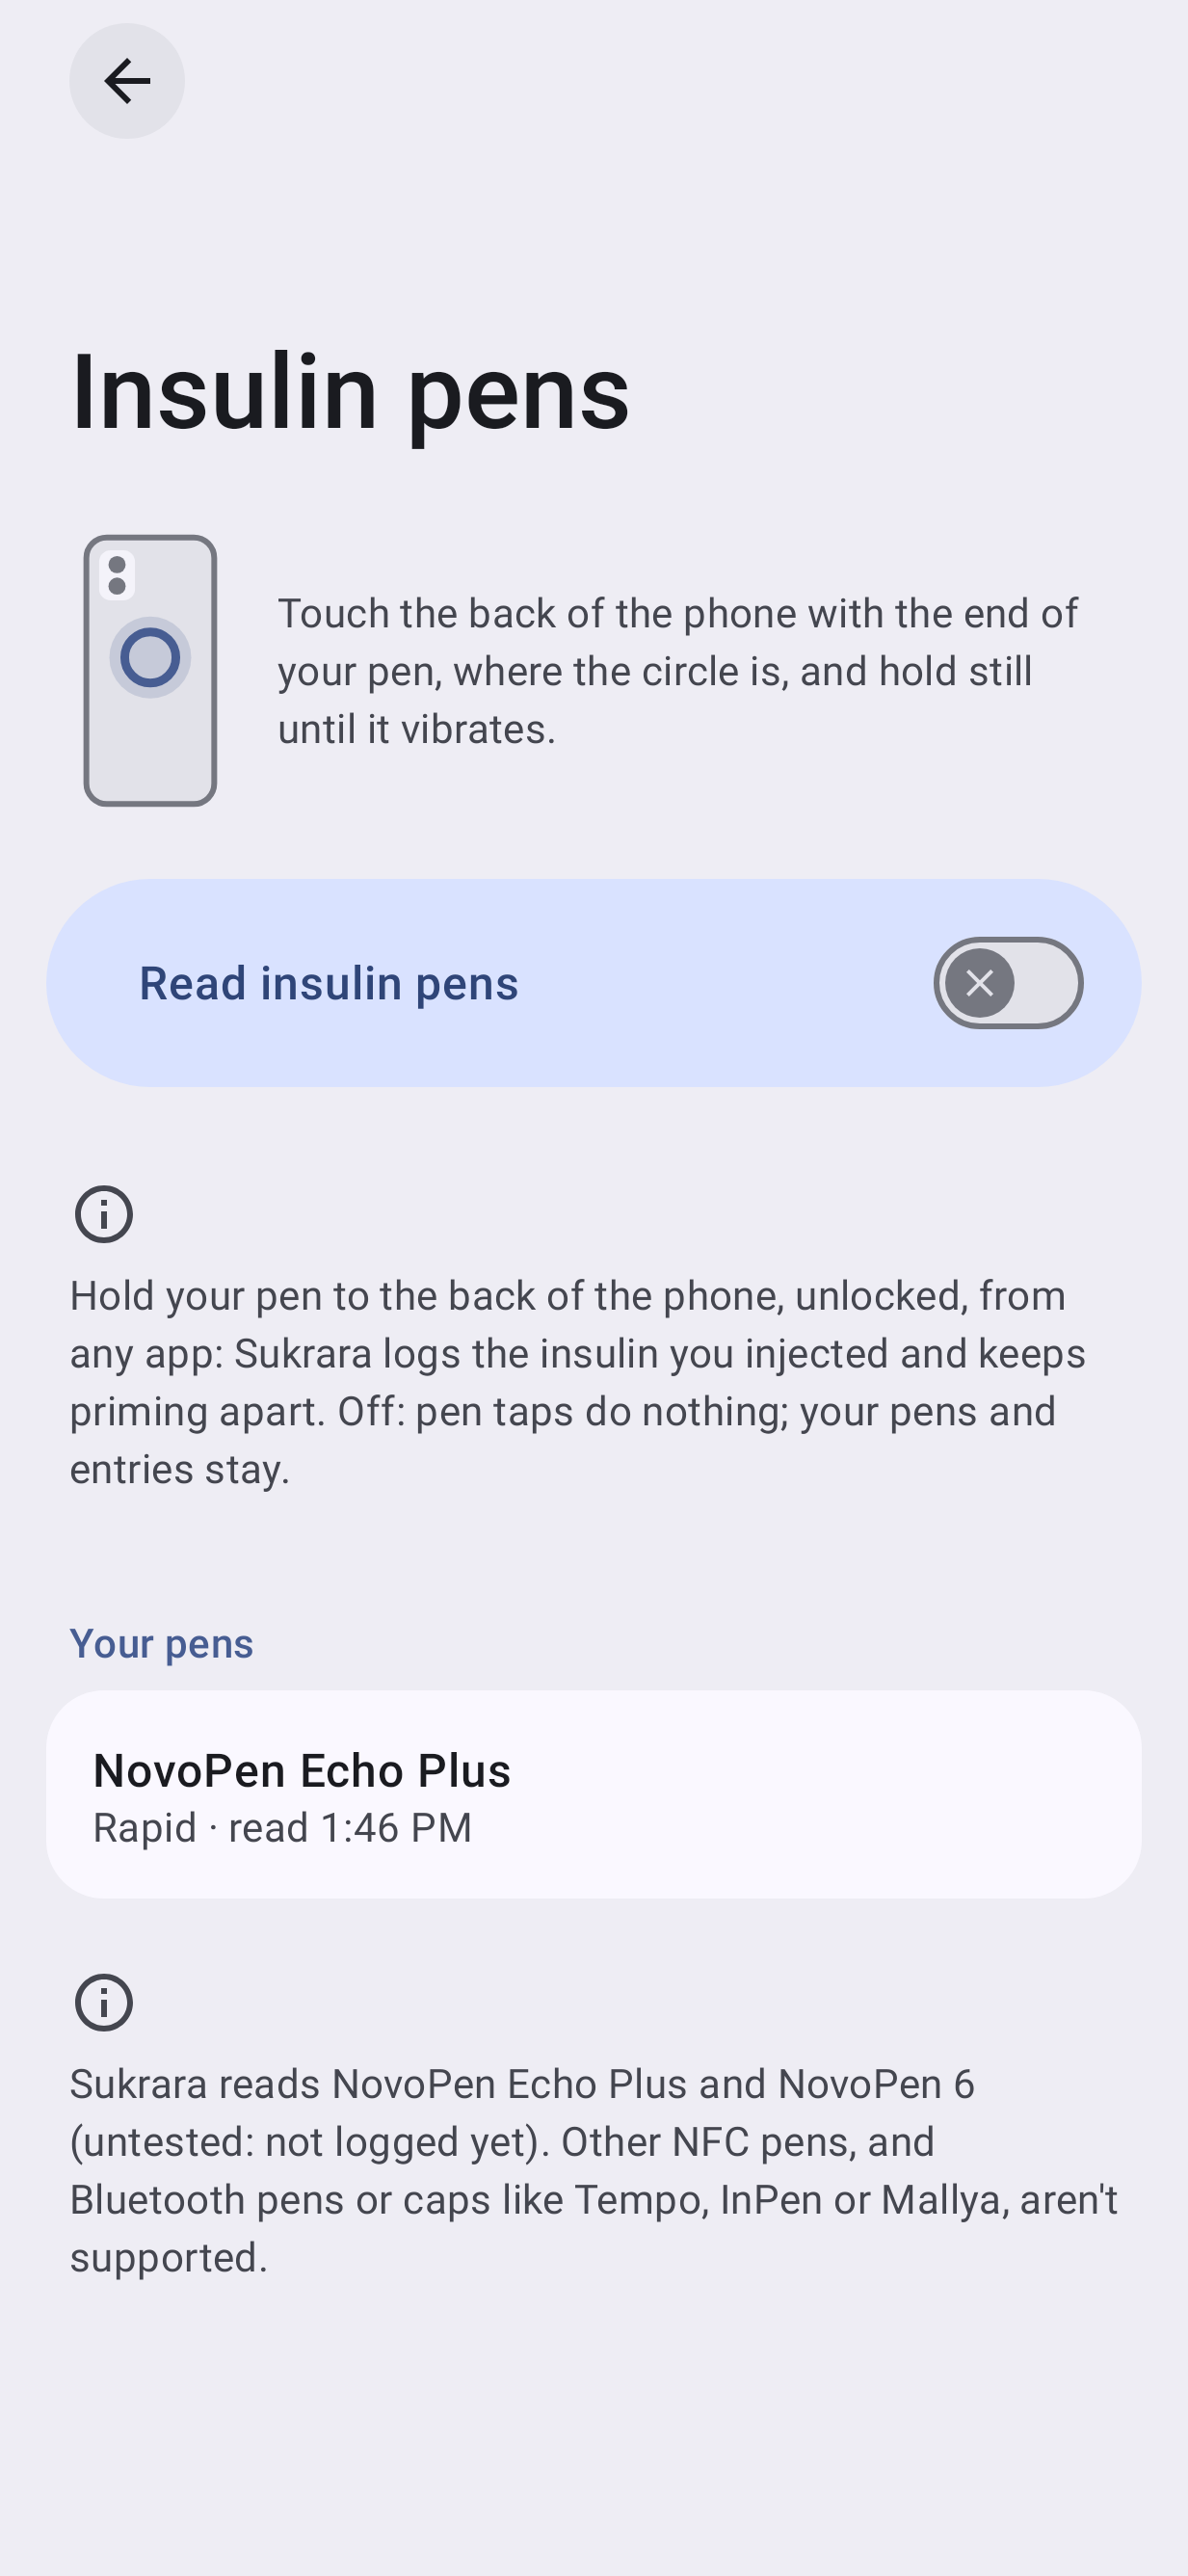 Insulin pens
Touch the back of the phone with the end of
your pen, where the circle is, and hold still
until it vibrates.
Read insulin pens
Hold your pen to the back of the phone, unlocked, from
any app: Sukrara logs the insulin you injected and keeps
priming apart. Off: pen taps do nothing; your pens and
entries stay.
Your pens
NovoPen Echo Plus
Rapid · read 1:46 PM
Sukrara reads NovoPen Echo Plus and NovoPen 6
(untested: not logged yet). Other NFC pens, and
Bluetooth pens or caps like Tempo, InPen or Mallya, aren't
supported.